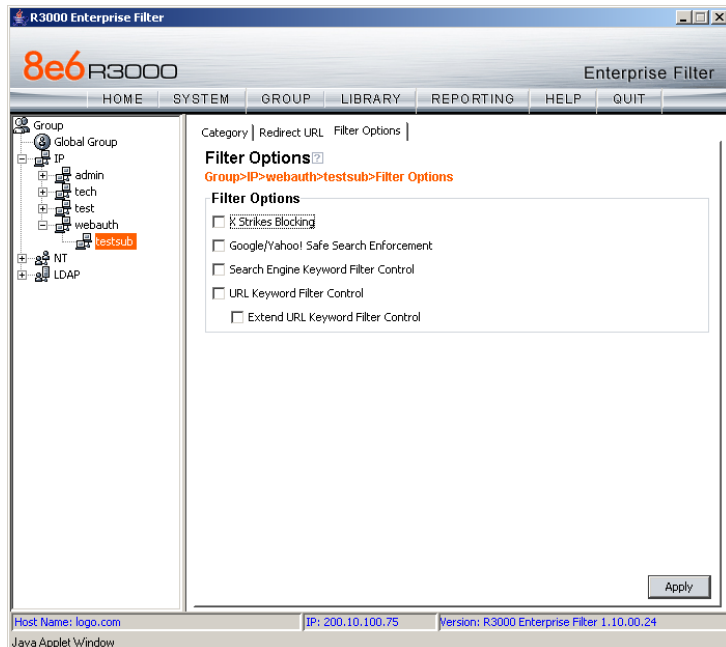 R3000 Enterprise Filter
8e6 R3000
Enterprise Filter
HOME SYSTEM GROUP LIBRARY REPORTING HELP QUIT
Group
Global Group
IP
admin
tech
test
webauth
testsub
NT
LDAP
Category Redirect URL Filter Options
Filter Options ?
Group>IP>webauth>testsub>Filter Options
Filter Options
X Strikes Blocking
Google/Yahoo! Safe Search Enforcement
Search Engine Keyword Filter Control
URL Keyword Filter Control
Extend URL Keyword Filter Control
Apply
Host Name: logo.com IP: 200.10.100.75 Version: R3000 Enterprise Filter 1.10.00.24
Java Applet Window